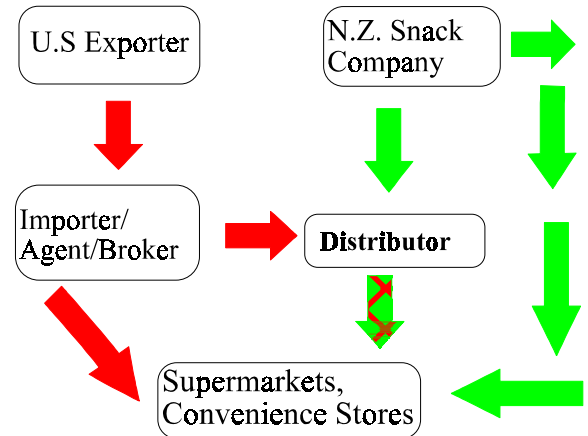 U.S Exporter
N.Z. Snack
Company
Importer/
Agent/Broker
Distributor
Supermarkets,
Convenience Stores